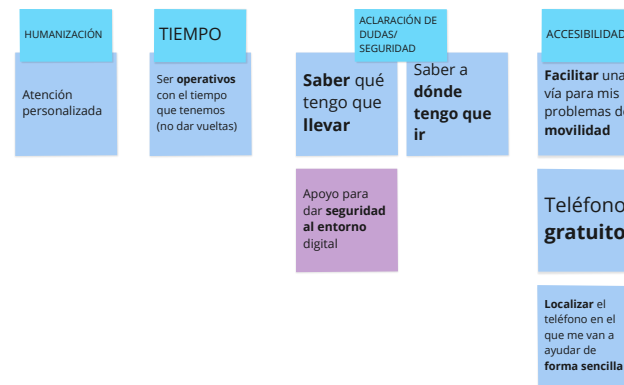 HUMANIZACIÓN
Atención
personalizada
TIEMPO
Ser operativos
con el tiempo
que tenemos
(no dar vueltas)
ACLARACIÓN DE
DUDAS/
SEGURIDAD
Saber qué
tengo que
llevar
Saber a
dónde
tengo que
ir
Apoyo para
dar seguridad
al entorno
digital
ACCESIBILIDAD
Facilitar una
vía para mis
problemas de
movilidad
Teléfono
gratuito
Localizar el
teléfono en el
que me van a
ayudar de
forma sencilla